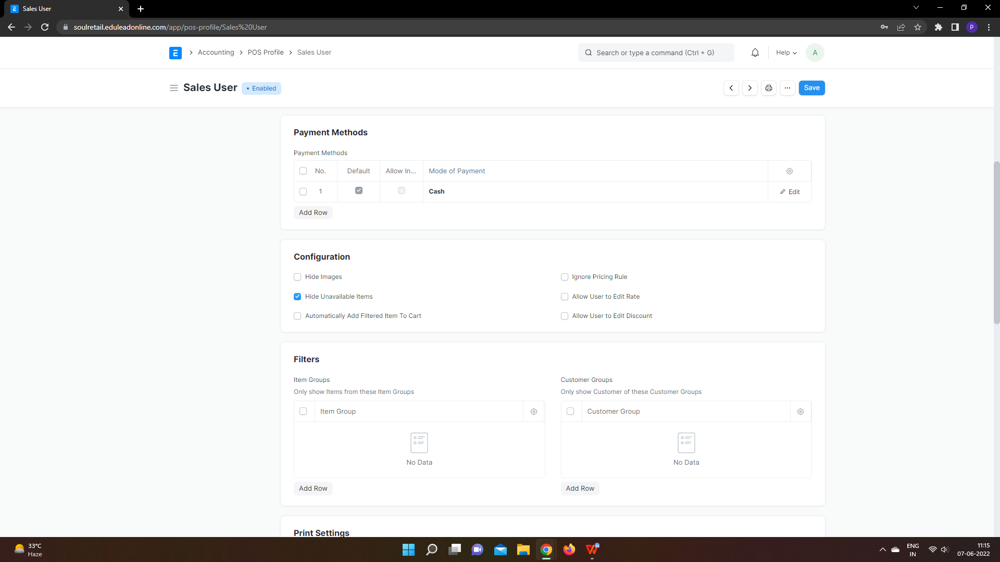 Sales User
soulretail.eduleadonline.com/app/pos-profile/Sales%20User
P
E
Accounting
POS Profile
Sales User
Search or type a command (Ctrl + G)
Help
A
Sales User
Enabled
Save
Payment Methods
Payment Methods
No. Default Allow In... Mode of Payment
1 Cash Edit
Add Row
Configuration
Hide Images
Ignore Pricing Rule
Hide Unavailable Items
Allow User to Edit Rate
Automatically Add Filtered Item To Cart
Allow User to Edit Discount
Filters
Item Groups
Only show Items from these Item Groups
Item Group
No Data
Add Row
Customer Groups
Only show Customer of these Customer Groups
Customer Group
No Data
Add Row
Print Settings
33°C
Haze
ENG
IN
11:15
07-06-2022